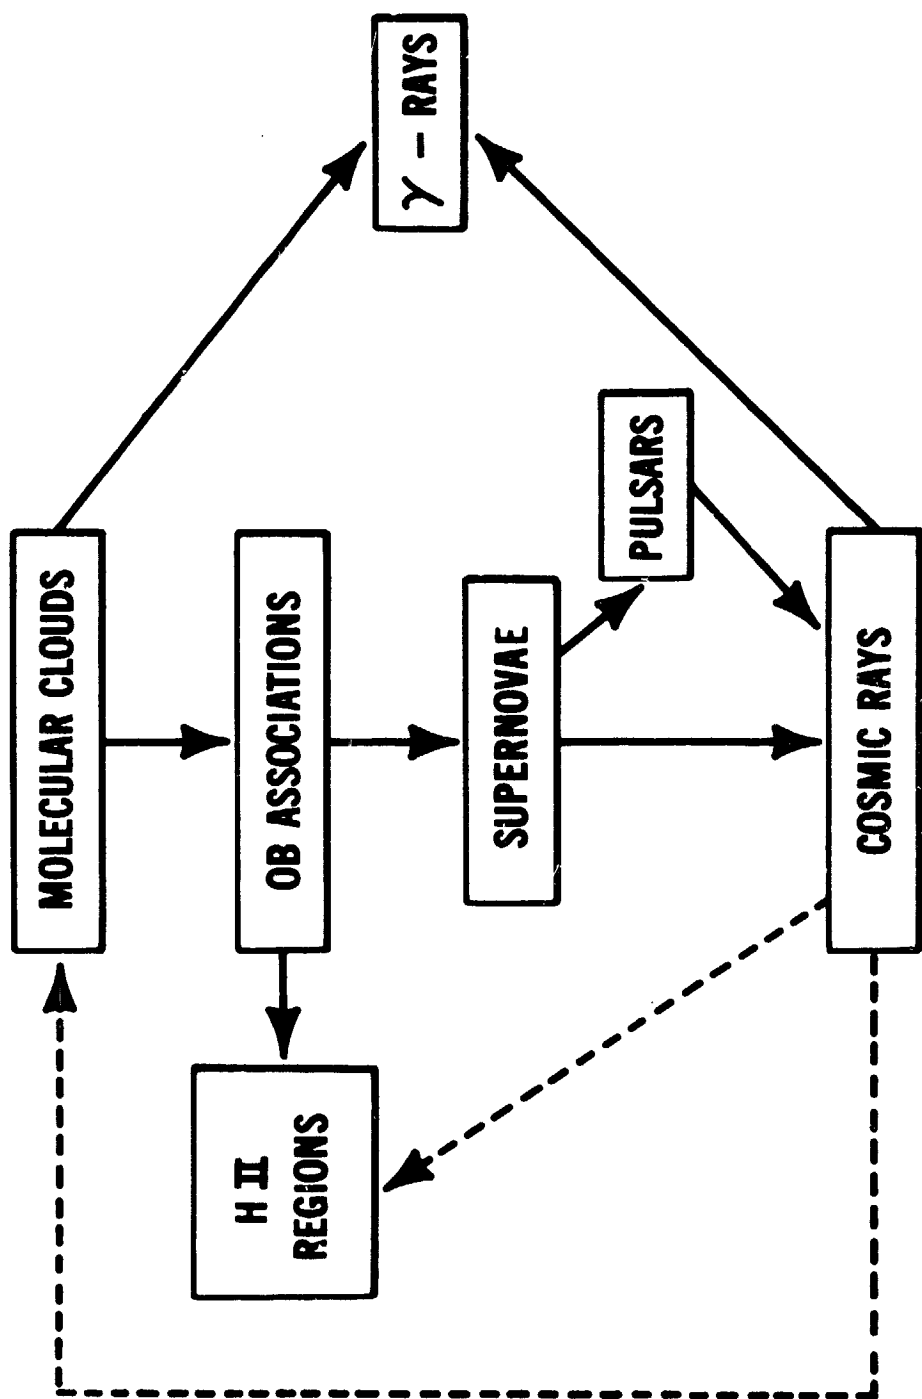 MOLECULAR CLOUDS
OB ASSOCIATIONS
H II
REGIONS
SUPERNOVAE
PULSARS
COSMIC RAYS
γ - RAYS